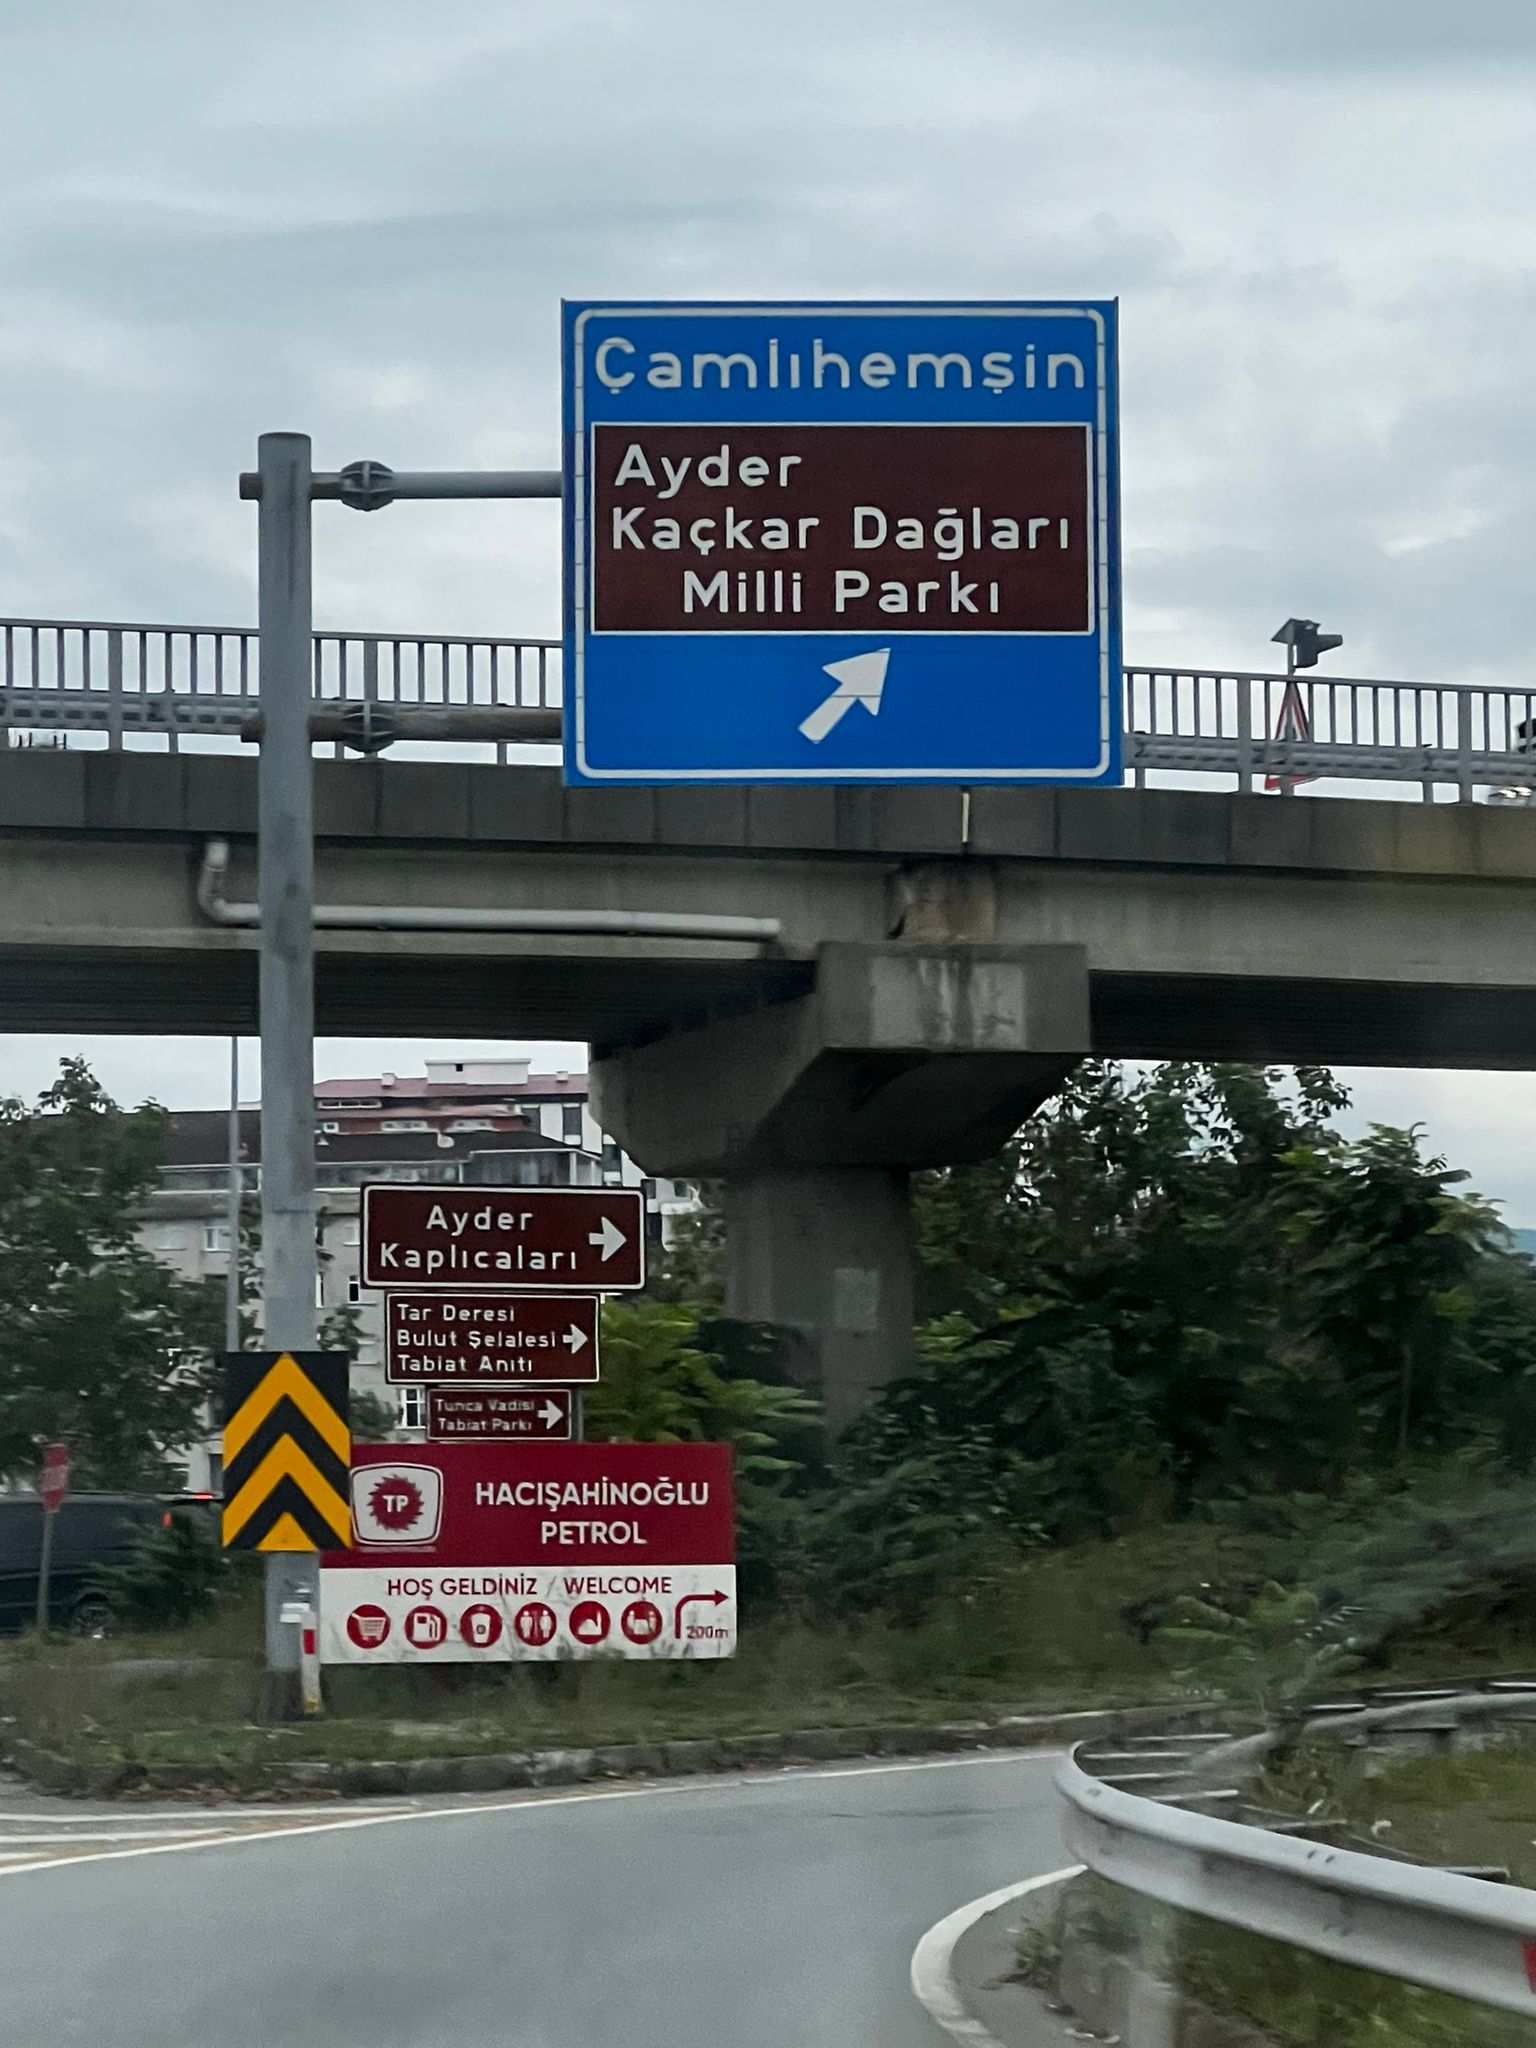 Çamlıhemşin
Ayder
Kaçkar Dağları
Milli Parkı
Ayder
Kaplıcaları
Tar Deresi
Bulut Şelalesi
Tabiat Anıtı
Tunca Vadisi
Tabiat Parkı
TP
HACIŞAHİNOĞLU
PETROL
HOŞ GELDİNİZ / WELCOME
200m